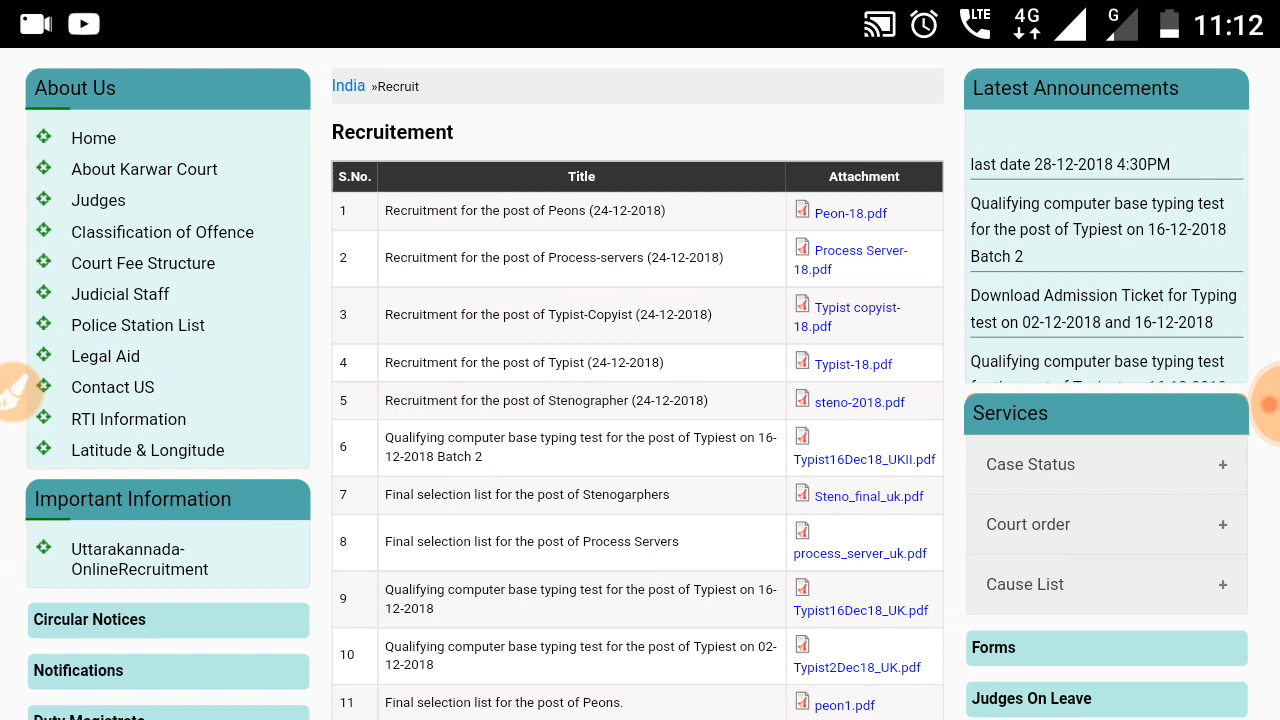 LTE
4G
G
11:12
About Us
Home
About Karwar Court
Judges
Classification of Offence
Court Fee Structure
Judicial Staff
Police Station List
Legal Aid
Contact US
RTI Information
Latitude & Longitude
Important Information
Uttarakannada-
OnlineRecruitment
Circular Notices
Notifications
Duty Magistrate
India »Recruit
Recruitement
S.No. Title Attachment
1 Recruitment for the post of Peons (24-12-2018) Peon-18.pdf
2 Recruitment for the post of Process-servers (24-12-2018) Process Server-
18.pdf
3 Recruitment for the post of Typist-Copyist (24-12-2018) Typist copyist-
18.pdf
4 Recruitment for the post of Typist (24-12-2018) Typist-18.pdf
5 Recruitment for the post of Stenographer (24-12-2018) steno-2018.pdf
6 Qualifying computer base typing test for the post of Typiest on 16-
12-2018 Batch 2 Typist16Dec18_UKII.pdf
7 Final selection list for the post of Stenogarphers Steno_final_uk.pdf
8 Final selection list for the post of Process Servers process_server_uk.pdf
9 Qualifying computer base typing test for the post of Typiest on 16-
12-2018 Typist16Dec18_UK.pdf
10 Qualifying computer base typing test for the post of Typiest on 02-
12-2018 Typist2Dec18_UK.pdf
11 Final selection list for the post of Peons. peon1.pdf
Latest Announcements
last date 28-12-2018 4:30PM
Qualifying computer base typing test
for the post of Typiest on 16-12-2018
Batch 2
Download Admission Ticket for Typing
test on 02-12-2018 and 16-12-2018
Qualifying computer base typing test
Services
Case Status +
Court order +
Cause List +
Forms
Judges On Leave